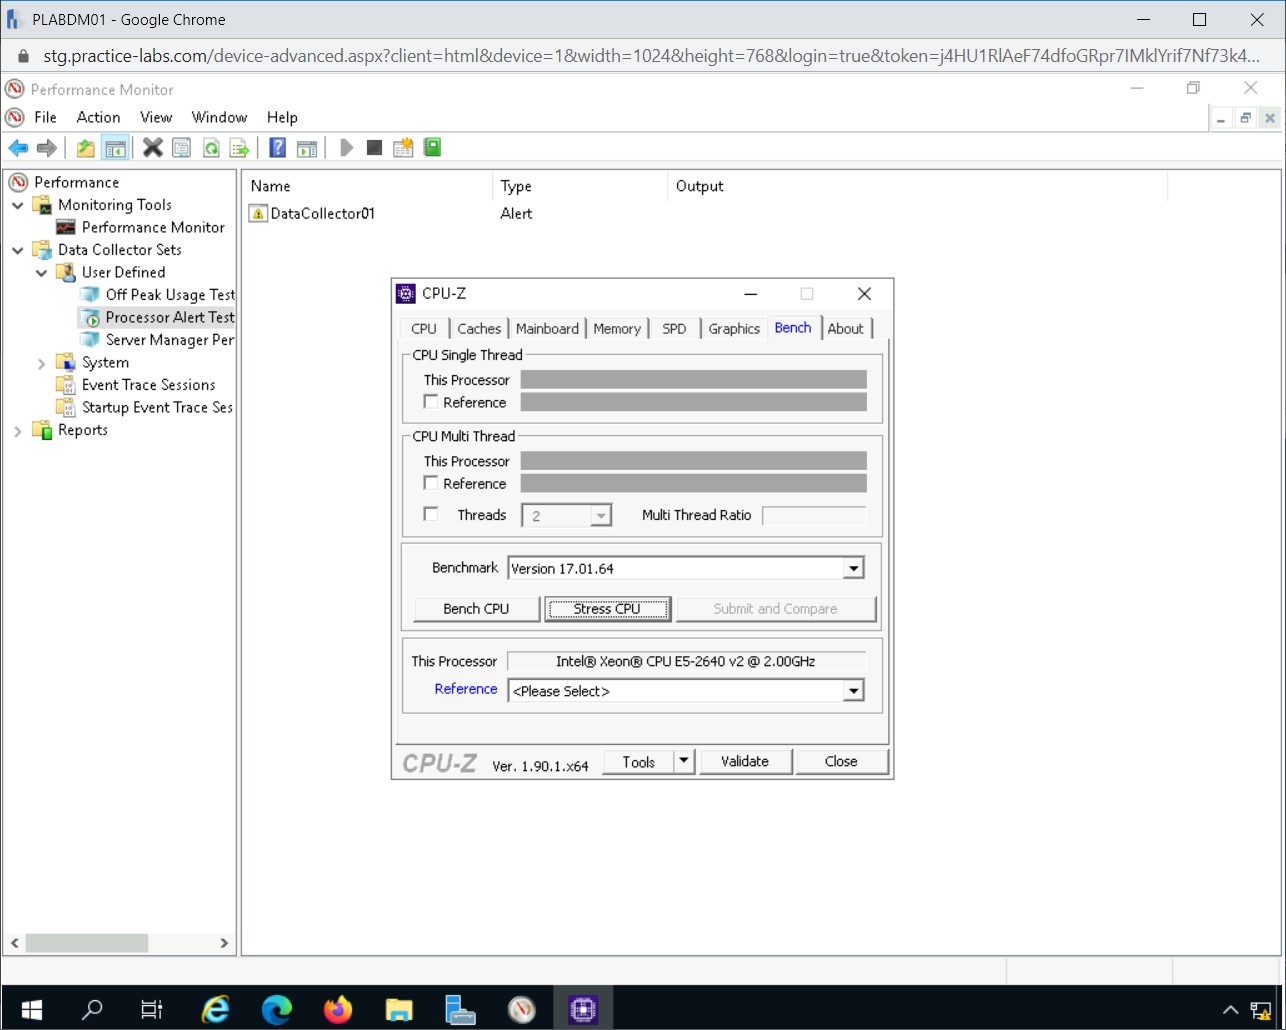 PLABDM01 - Google Chrome
stg.practice-labs.com/device-advanced.aspx?client=html&device=1&width=1024&height=768&login=true&token=j4HU1RlAeF74dfoGRpr7IMklYrif7Nf73k4...
Performance Monitor
File Action View Window Help
Performance
Monitoring Tools
Performance Monitor
Data Collector Sets
User Defined
Off Peak Usage Test
Processor Alert Test
Server Manager Per
System
Event Trace Sessions
Startup Event Trace Ses
Reports
Name Type Output
DataCollector01 Alert
CPU-Z
CPU Caches Mainboard Memory SPD Graphics Bench About
CPU Single Thread
This Processor
Reference
CPU Multi Thread
This Processor
Reference
Threads 2 Multi Thread Ratio
Benchmark Version 17.01.64
Bench CPU Stress CPU Submit and Compare
This Processor Intel® Xeon® CPU E5-2640 v2 @ 2.00GHz
Reference <Please Select>
CPU-Z Ver. 1.90.1.x64 Tools Validate Close